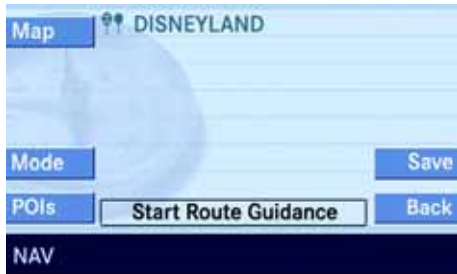 Map
DISNEYLAND
Mode
Save
POIs
Start Route Guidance
Back
NAV